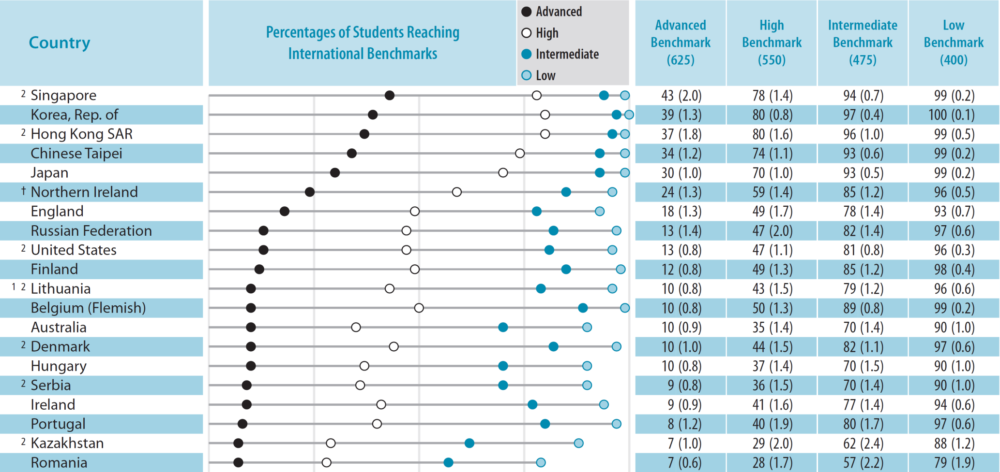 Country
Percentages of Students Reaching
International Benchmarks
Advanced
High
Intermediate
Low
Advanced
Benchmark
(625)
High
Benchmark
(550)
Intermediate
Benchmark
(475)
Low
Benchmark
(400)
2 Singapore 43 (2.0) 78 (1.4) 94 (0.7) 99 (0.2)
Korea, Rep. of 39 (1.3) 80 (0.8) 97 (0.4) 100 (0.1)
2 Hong Kong SAR 37 (1.8) 80 (1.6) 96 (1.0) 99 (0.5)
Chinese Taipei 34 (1.2) 74 (1.1) 93 (0.6) 99 (0.2)
Japan 30 (1.0) 70 (1.0) 93 (0.5) 99 (0.2)
† Northern Ireland 24 (1.3) 59 (1.4) 85 (1.2) 96 (0.5)
England 18 (1.3) 49 (1.7) 78 (1.4) 93 (0.7)
Russian Federation 13 (1.4) 47 (2.0) 82 (1.4) 97 (0.6)
2 United States 13 (0.8) 47 (1.1) 81 (0.8) 96 (0.3)
Finland 12 (0.8) 49 (1.3) 85 (1.2) 98 (0.4)
1 2 Lithuania 10 (0.8) 43 (1.5) 79 (1.2) 96 (0.6)
Belgium (Flemish) 10 (0.8) 50 (1.3) 89 (0.8) 99 (0.2)
Australia 10 (0.9) 35 (1.4) 70 (1.4) 90 (1.0)
2 Denmark 10 (1.0) 44 (1.5) 82 (1.1) 97 (0.6)
Hungary 10 (0.8) 37 (1.4) 70 (1.5) 90 (1.0)
2 Serbia 9 (0.8) 36 (1.5) 70 (1.4) 90 (1.0)
Ireland 9 (0.9) 41 (1.6) 77 (1.4) 94 (0.6)
Portugal 8 (1.2) 40 (1.9) 80 (1.7) 97 (0.6)
2 Kazakhstan 7 (1.0) 29 (2.0) 62 (2.4) 88 (1.2)
Romania 7 (0.6) 28 (1.7) 57 (2.2) 79 (1.9)